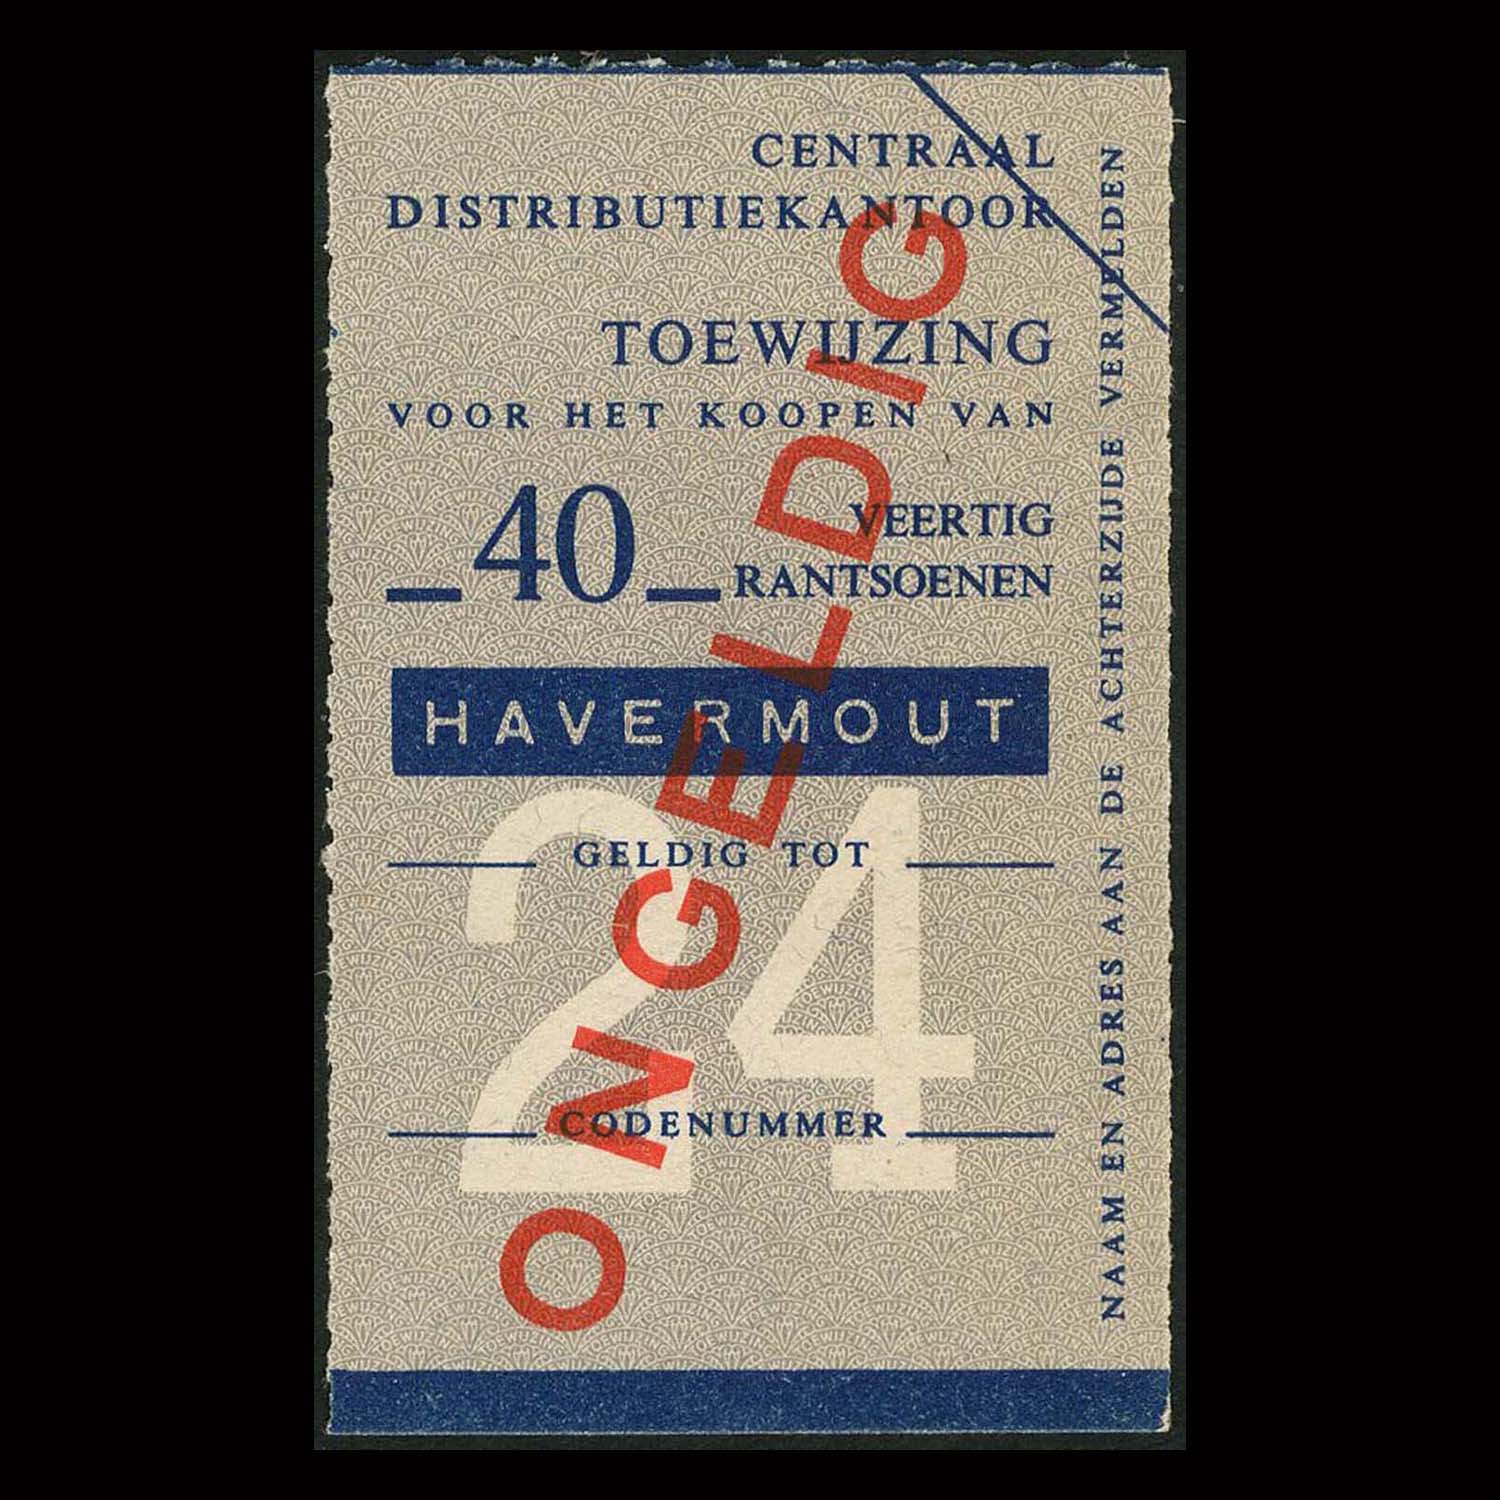 CENTRAAL
DISTRIBUTIEKANTOOR
TOEWIJZING
VOOR HET KOOPEN VAN
_40_ VEERTIG
RANTSOENEN
HAVERMOUT
24
GELDIG TOT
CODENUMMER
ONGELDIG
NAAM EN ADRES AAN DE ACHTERZIJDE VERMELDEN